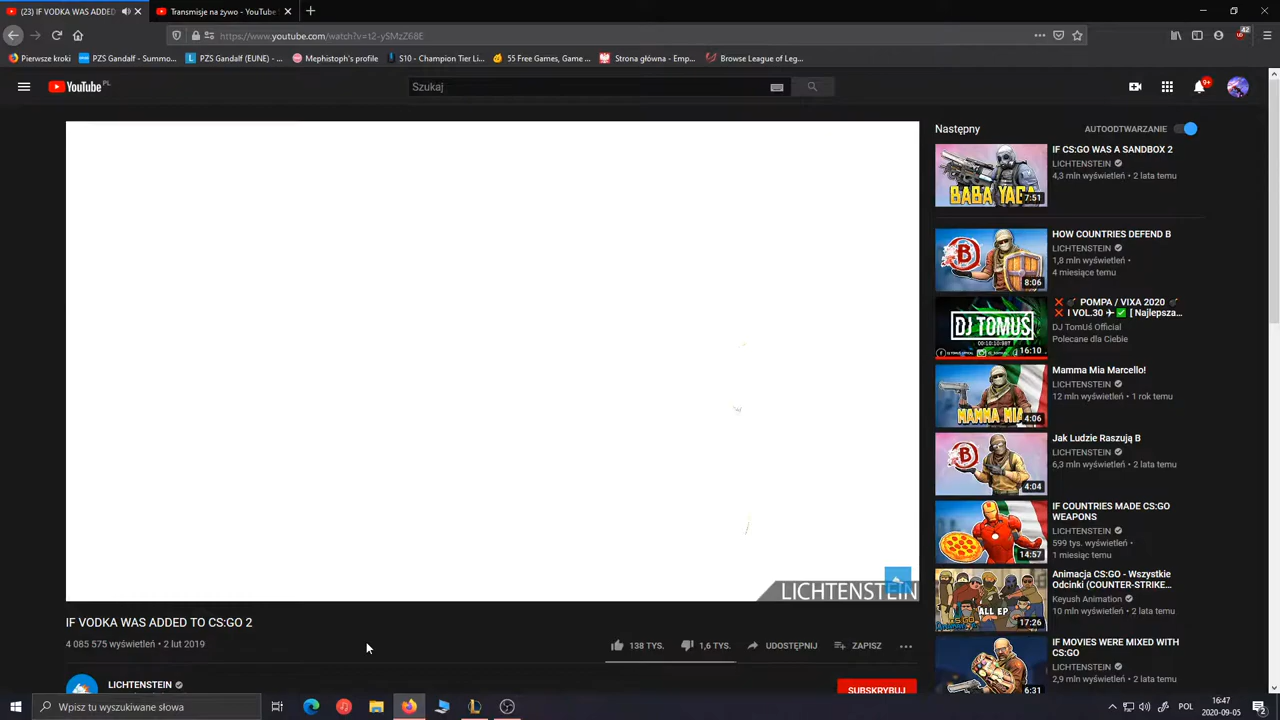 (23) IF VODKA WAS ADDED
Transmisje na żywo - YouTube
https://www.youtube.com/watch?v=t2-ySMzZ68E
Pierwsze kroki
PZS Gandalf - Summo...
PZS Gandalf (EUNE) - ...
Mephistoph's profile
S10 - Champion Tier Li...
55 Free Games, Game ...
Strona główna - Emp...
Browse League of Leg...
42
YouTube PL
Szukaj
9+
Następny
AUTOODTWARZANIE
BABA YAGA
7:51
IF CS:GO WAS A SANDBOX 2
LICHTENSTEIN
4,3 mln wyświetleń • 2 lata temu
B
8:06
HOW COUNTRIES DEFEND B
LICHTENSTEIN
1,8 mln wyświetleń •
4 miesiące temu
DJ TOMUŚ
00:10:10:887
16:10
POMPA / VIXA 2020
I VOL.30 ✈✅ [ Najlepsza...
DJ TomUś Official
Polecane dla Ciebie
MAMMA MIA
4:06
Mamma Mia Marcello!
LICHTENSTEIN
12 mln wyświetleń • 1 rok temu
B
4:04
Jak Ludzie Raszują B
LICHTENSTEIN
6,3 mln wyświetleń • 2 lata temu
14:57
IF COUNTRIES MADE CS:GO
WEAPONS
LICHTENSTEIN
599 tys. wyświetleń •
1 miesiąc temu
ALL EP
17:26
Animacja CS:GO - Wszystkie
Odcinki (COUNTER-STRIKE...
Keyush Animation
10 mln wyświetleń • 2 lata temu
6:31
IF MOVIES WERE MIXED WITH
CS:GO
LICHTENSTEIN
2,9 mln wyświetleń • 2 lata temu
LICHTENSTEIN
IF VODKA WAS ADDED TO CS:GO 2
4 085 575 wyświetleń • 2 lut 2019
138 TYS.
1,6 TYS.
UDOSTĘPNIJ
ZAPISZ
LICHTENSTEIN
SUBSKRYBUJ
Wpisz tu wyszukiwane słowa
POL
16:47
2020-09-05
2